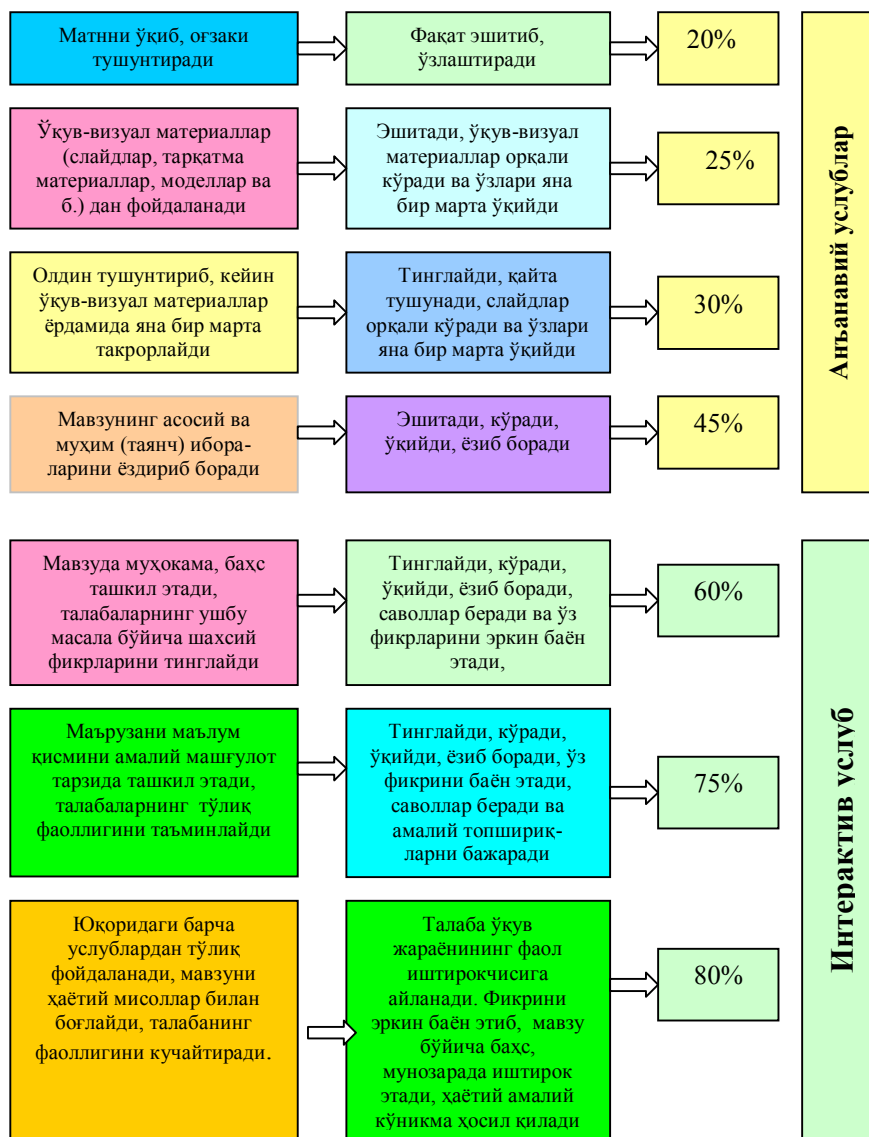 Матнни ўқиб, оғзаки
тушунтиради
Фақат эшитиб,
ўзлаштиради
20%
Ўқув-визуал материаллар
(слайдлар, тарқатма
материаллар, моделлар ва
б.) дан фойдаланади
Эшитади, ўқув-визуал
материаллар орқали
кўради ва ўзлари яна
бир марта ўқийди
25%
Олдин тушунтириб, кейин
ўқув-визуал материаллар
ёрдамида яна бир марта
такрорлайди
Тинглайди, қайта
тушунади, слайдлар
орқали кўради ва ўзлари
яна бир марта ўқийди
30%
Мавзунинг асосий ва
муҳим (таянч) ибора-
ларини ёздириб боради
Эшитади, кўради,
ўқийди, ёзиб боради
45%
Анъанавий услублар
Мавзуда муҳокама, баҳс
ташкил этади,
талабаларнинг ушбу
масала бўйича шахсий
фикрларини тинглайди
Тинглайди, кўради,
ўқийди, ёзиб боради,
саволлар беради ва ўз
фикрларини эркин баён
этади,
60%
Маърузани маълум
қисмини амалий машғулот
тарзида ташкил этади,
талабаларнинг тўлиқ
фаоллигини таъминлайди
Тинглайди, кўради,
ўқийди, ёзиб боради, ўз
фикрини баён этади,
саволлар беради ва
амалий топшириқ-
ларни бажаради
75%
Юқоридаги барча
услублардан тўлиқ
фойдаланади, мавзуни
ҳаётий мисоллар билан
боғлайди, талабанинг
фаоллигини кучайтиради.
Талаба ўқув
жараёнининг фаол
иштирокчисига
айланади. Фикрини
эркин баён этиб, мавзу
бўйича баҳс,
мунозарада иштирок
этади, ҳаётий амалий
кўникма ҳосил қилади
80%
Интерактив услуб